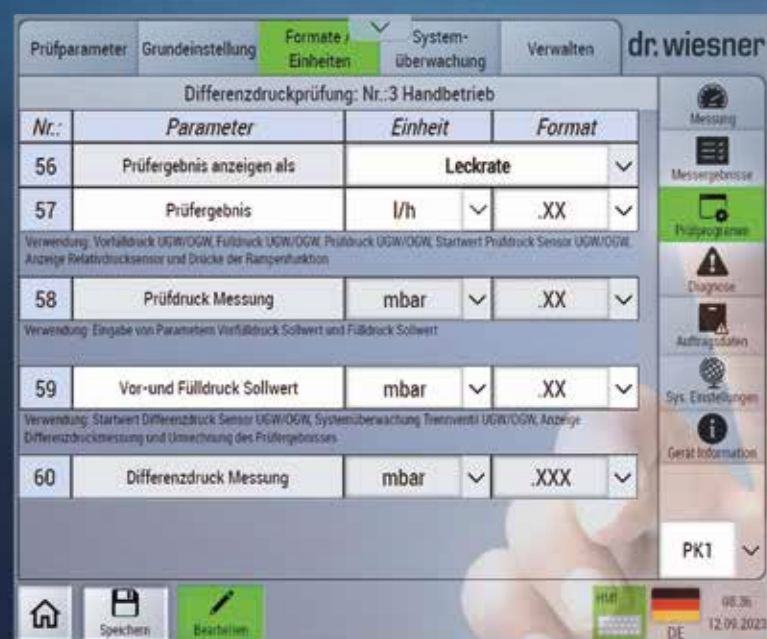 Prüfparameter
Grundeinstellung
Formate /
Einheiten
System-
überwachung
Verwalten
dr. wiesner
Differenzdruckprüfung: Nr.:3 Handbetrieb
Nr.: Parameter Einheit Format
56 Prüfergebnis anzeigen als Leckrate
57 Prüfergebnis l/h .XX
Verwendung: Vorfülldruck UGW/OGW, Fülldruck UGW/OGW, Prüfdruck UGW/OGW, Startwert Prüfdruck Sensor UGW/OGW,
Anzeige Relativdrucksensor und Drücke der Rampenfunktion
58 Prüfdruck Messung mbar .XX
Verwendung: Eingabe von Parametern Vorfülldruck Sollwert und Fülldruck Sollwert
59 Vor-und Fülldruck Sollwert mbar .XX
Verwendung: Startwert Differenzdruck Sensor UGW/OGW, Systemüberwachung Trennventil UGW/OGW, Anzeige
Differenzdruckmessung und Umrechnung des Prüfergebnisses
60 Differenzdruck Messung mbar .XXX
Messung
Messergebnisse
Prüfprogramm
Diagnose
Auftragsdaten
Sys. Einstellungen
Gerät Information
PK1
Speichern
Bearbeiten
HMI
DE
08:36
12.09.2023